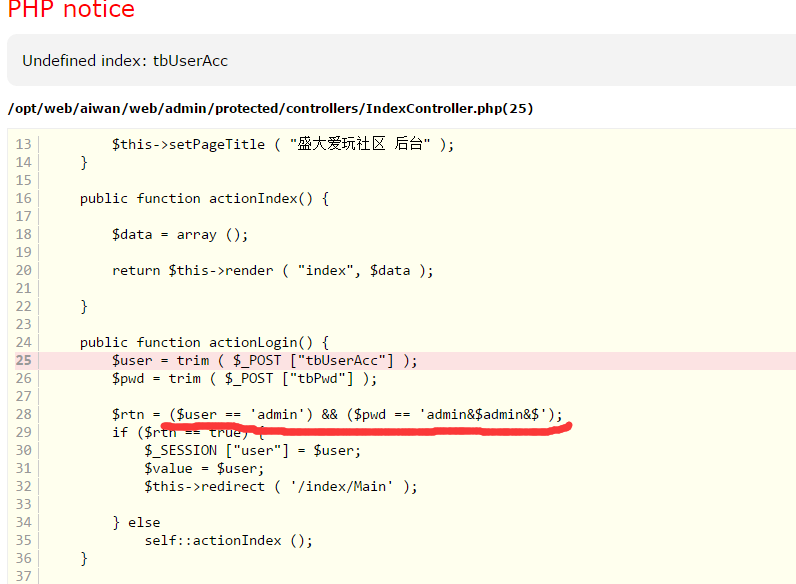 PHP notice
Undefined index: tbUserAcc
/opt/web/aiwan/web/admin/protected/controllers/IndexController.php(25)
13         $this->setPageTitle ( "盛大爱玩社区 后台" );
14     }
15
16     public function actionIndex() {
17
18         $data = array ();
19
20         return $this->render ( "index", $data );
21
22     }
23
24     public function actionLogin() {
25         $user = trim ( $_POST ["tbUserAcc"] );
26         $pwd = trim ( $_POST ["tbPwd"] );
27
28         $rtn = ($user == 'admin') && ($pwd == 'admin&$admin&$');
29         if ($rtn == true) {
30             $_SESSION ["user"] = $user;
31             $value = $user;
32             $this->redirect ( '/index/Main' );
33
34         } else
35             self::actionIndex ();
36     }
37